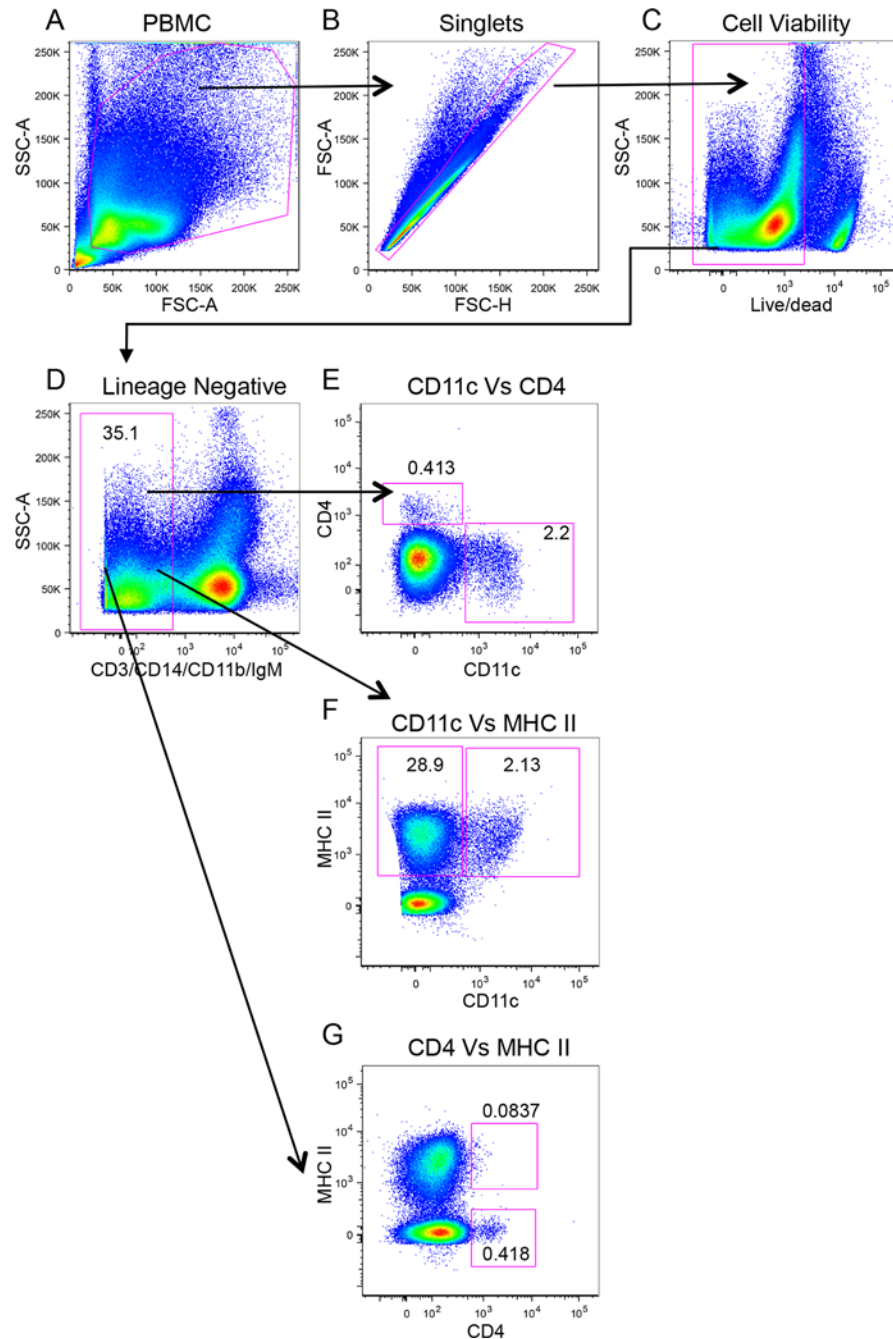 A PBMC
250K
200K
150K
100K
50K
0
SSC-A
0 50K 100K 150K 200K 250K
FSC-A
B Singlets
250K
200K
150K
100K
50K
0
FSC-A
0 50K 100K 150K 200K 250K
FSC-H
C Cell Viability
250K
200K
150K
100K
50K
0
SSC-A
0 10³ 10⁴ 10⁵
Live/dead
D Lineage Negative
35.1
250K
200K
150K
100K
50K
0
SSC-A
0 10² 10³ 10⁴ 10⁵
CD3/CD14/CD11b/IgM
E CD11c Vs CD4
0.413
2.2
10⁵
10⁴
10³
10²
0
CD4
0 10³ 10⁴ 10⁵
CD11c
F CD11c Vs MHC II
28.9 2.13
10⁵
10⁴
10³
0
MHC II
0 10³ 10⁴ 10⁵
CD11c
G CD4 Vs MHC II
0.0837
0.418
10⁵
10⁴
10³
0
MHC II
0 10² 10³ 10⁴ 10⁵
CD4